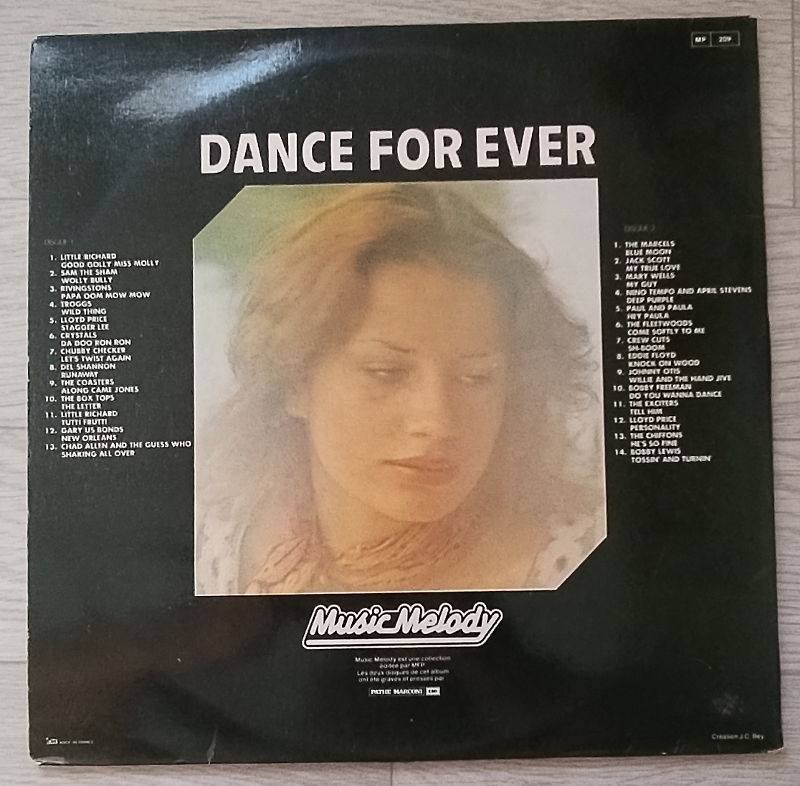 MF 209
DANCE FOR EVER
DISQUE 1
1. LITTLE RICHARD
GOOD GOLLY MISS MOLLY
2. SAM THE SHAM
WOLLY BULLY
3. RIVINGSTONS
PAPA OOM MOW MOW
4. TROGGS
WILD THING
5. LLOYD PRICE
STAGGER LEE
6. CRYSTALS
DA DOO RON RON
7. CHUBBY CHECKER
LET'S TWIST AGAIN
8. DEL SHANNON
RUNAWAY
9. THE COASTERS
ALONG CAME JONES
10. THE BOX TOPS
THE LETTER
11. LITTLE RICHARD
TUTTI FRUTTI
12. GARY US BONDS
NEW ORLEANS
13. CHAD ALLEN AND THE GUESS WHO
SHAKING ALL OVER
DISQUE 2
1. THE MARCELS
BLUE MOON
2. JACK SCOTT
MY TRUE LOVE
3. MARY WELLS
MY GUY
4. NINO TEMPO AND APRIL STEVENS
DEEP PURPLE
5. PAUL AND PAULA
HEY PAULA
6. THE FLEETWOODS
COME SOFTLY TO ME
7. CREW CUTS
SH-BOOM
8. EDDIE FLOYD
KNOCK ON WOOD
9. JOHNNY OTIS
WILLIE AND THE HAND JIVE
10. BOBBY FREEMAN
DO YOU WANNA DANCE
11. THE EXCITERS
TELL HIM
12. LLOYD PRICE
PERSONALITY
13. THE CHIFFONS
HE'S SO FINE
14. BOBBY LEWIS
TOSSIN' AND TURNIN'
Music Melody
Music Melody est une collection
éditée par MFP
Les deux disques de cet album
ont été gravés et pressés par
PATHE MARCONI EMI
Création J.C. Bey